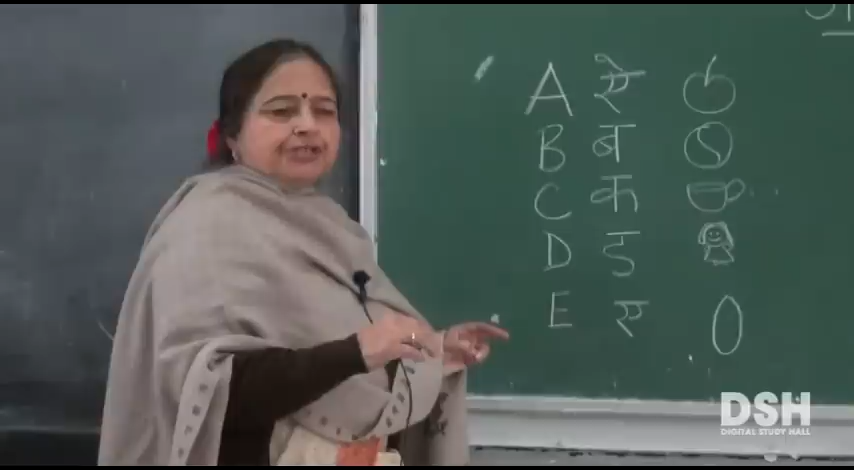 A ऐ
B ब
C क
D ड
E ए
DSH
DIGITAL STUDY HALL